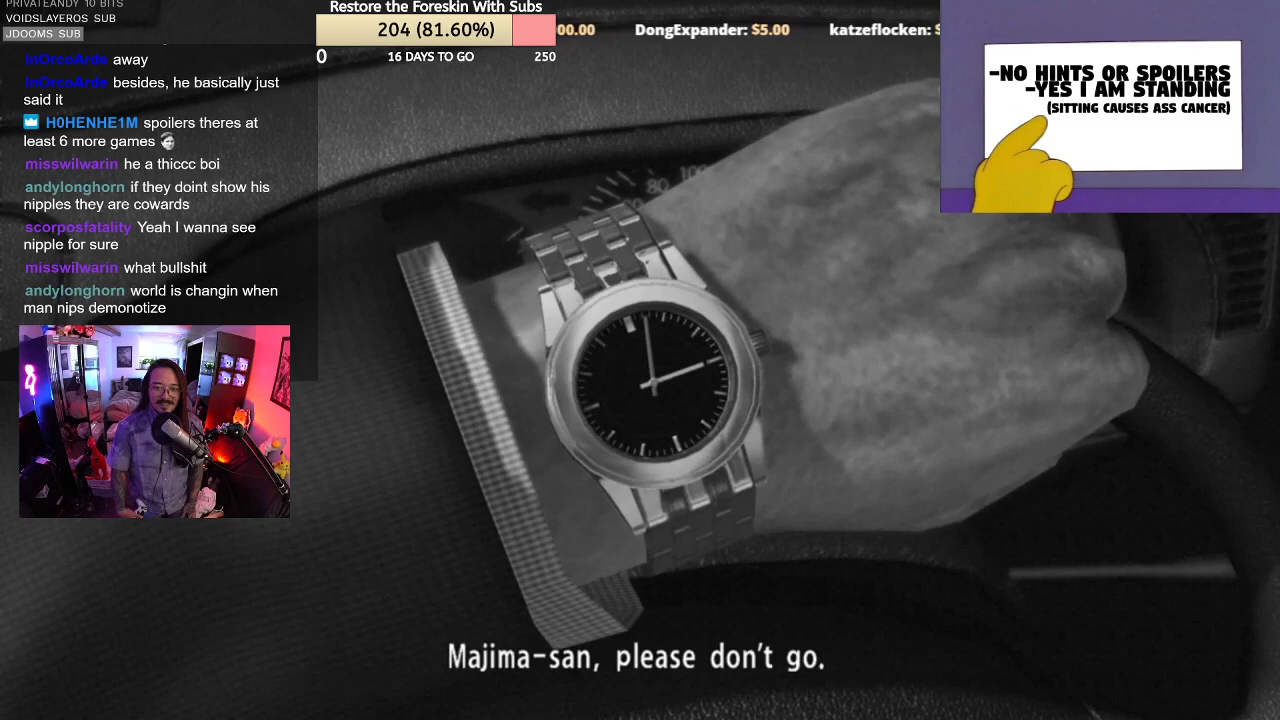 PRIVATEANDY 10 BITS
VOIDSLAYEROS SUB
JDOOMS SUB
InOrcoArde away
InOrcoArde besides, he basically just
said it
H0HENHE1M spoilers theres at
least 6 more games
misswilwarin he a thiccc boi
andylonghorn if they doint show his
nipples they are cowards
scorposfatality Yeah I wanna see
nipple for sure
misswilwarin what bullshit
andylonghorn world is changin when
man nips demonotize
Restore the Foreskin With Subs
204 (81.60%)
0 16 DAYS TO GO 250
00.00 DongExpander: $5.00 katzeflocken: $
-NO HINTS OR SPOILERS
-YES I AM STANDING
(SITTING CAUSES ASS CANCER)
80 100
Majima-san, please don't go.